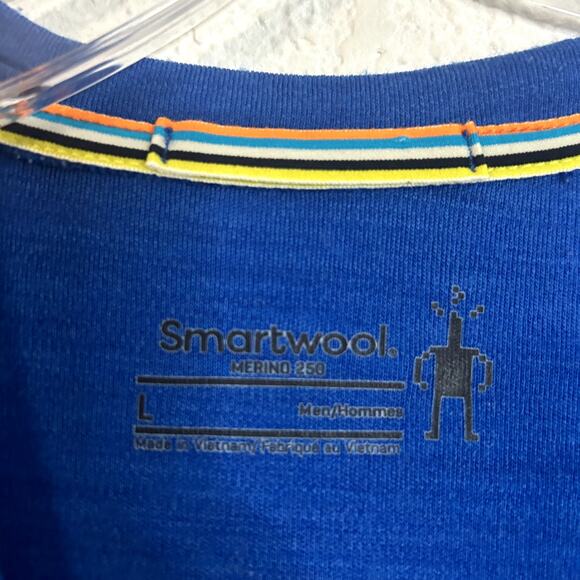 Smartwool.
MERINO 250
L Men/Hommes
Made in Vietnam/Fabriqué au Vietnam